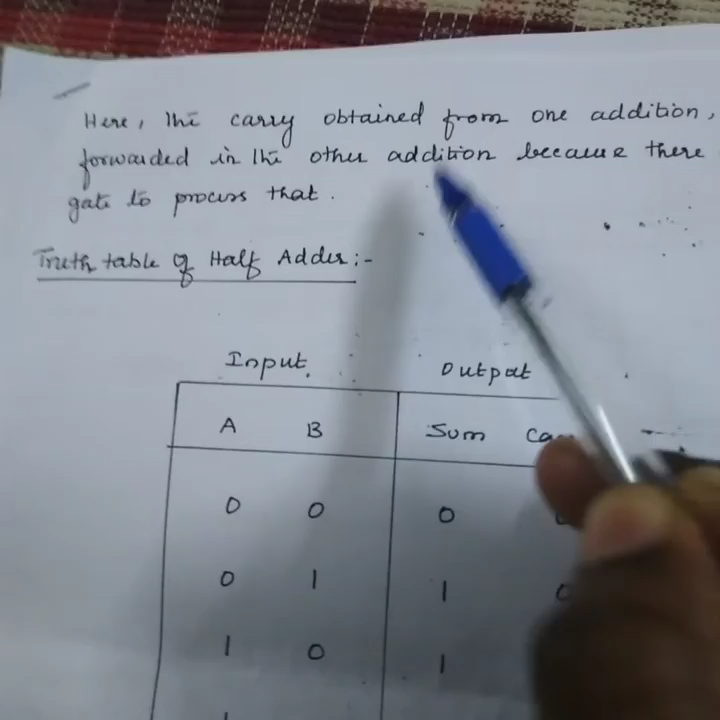 Here, the carry obtained from one addition,
forwarded in the other addition because there
gate to process that.
Truth table of Half Adder:-
Input Output
A B Sum
0 0 0
0 1 1
1 0 1